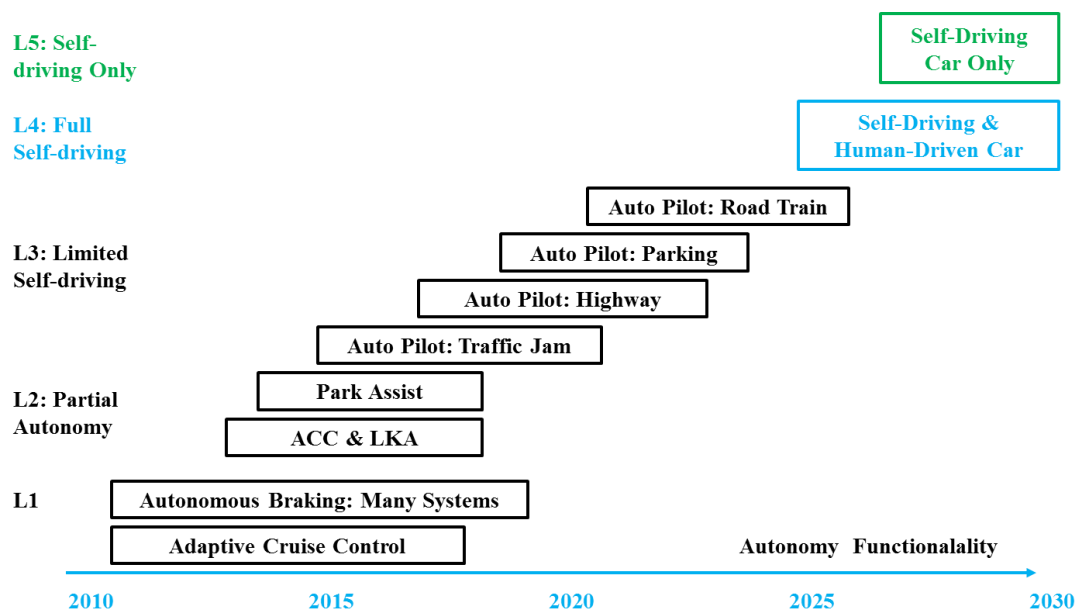 L5: Self-
driving Only
Self-Driving
Car Only
L4: Full
Self-driving
Self-Driving &
Human-Driven Car
Auto Pilot: Road Train
L3: Limited
Self-driving
Auto Pilot: Parking
Auto Pilot: Highway
Auto Pilot: Traffic Jam
L2: Partial
Autonomy
Park Assist
ACC & LKA
L1
Autonomous Braking: Many Systems
Adaptive Cruise Control
Autonomy Functionalality
2010 2015 2020 2025 2030